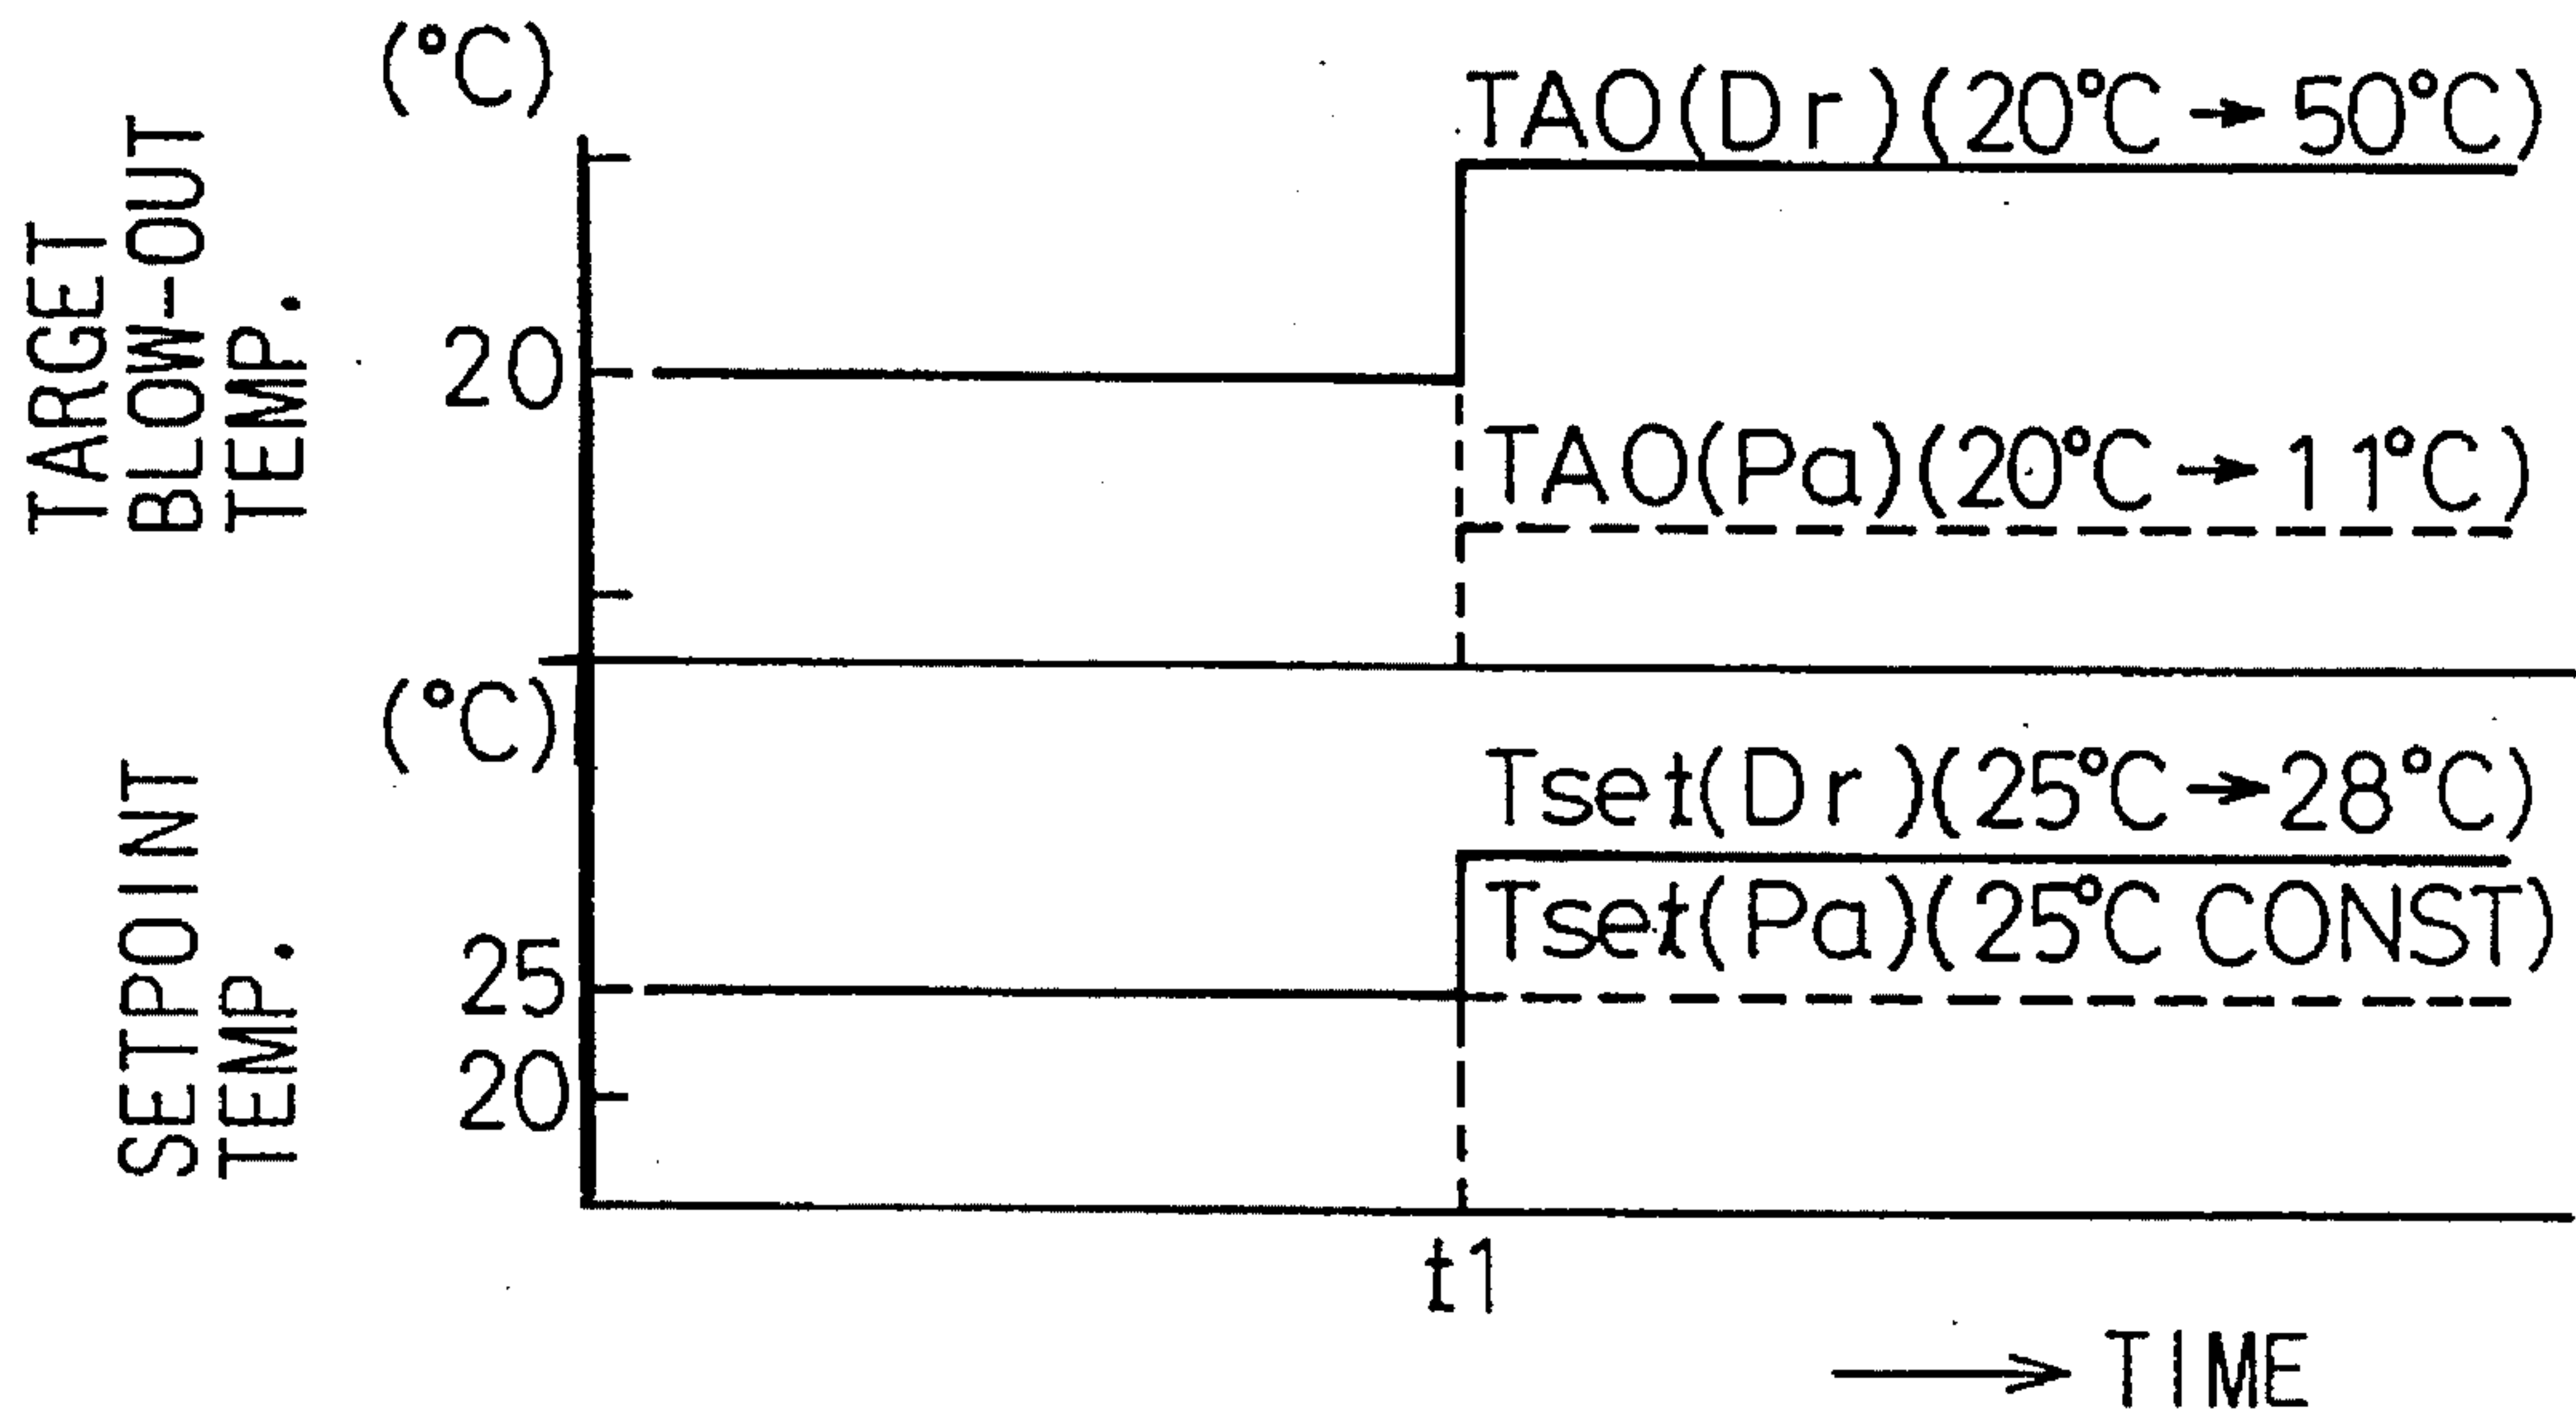 (°C)
TARGET
BLOW-OUT
TEMP.
TAO(Dr)(20°C → 50°C)
20
TAO(Pa)(20°C → 11°C)
(°C)
SETPOINT
TEMP.
Tset(Dr)(25°C → 28°C)
Tset(Pa)(25°C CONST)
25
20
t1
→ TIME